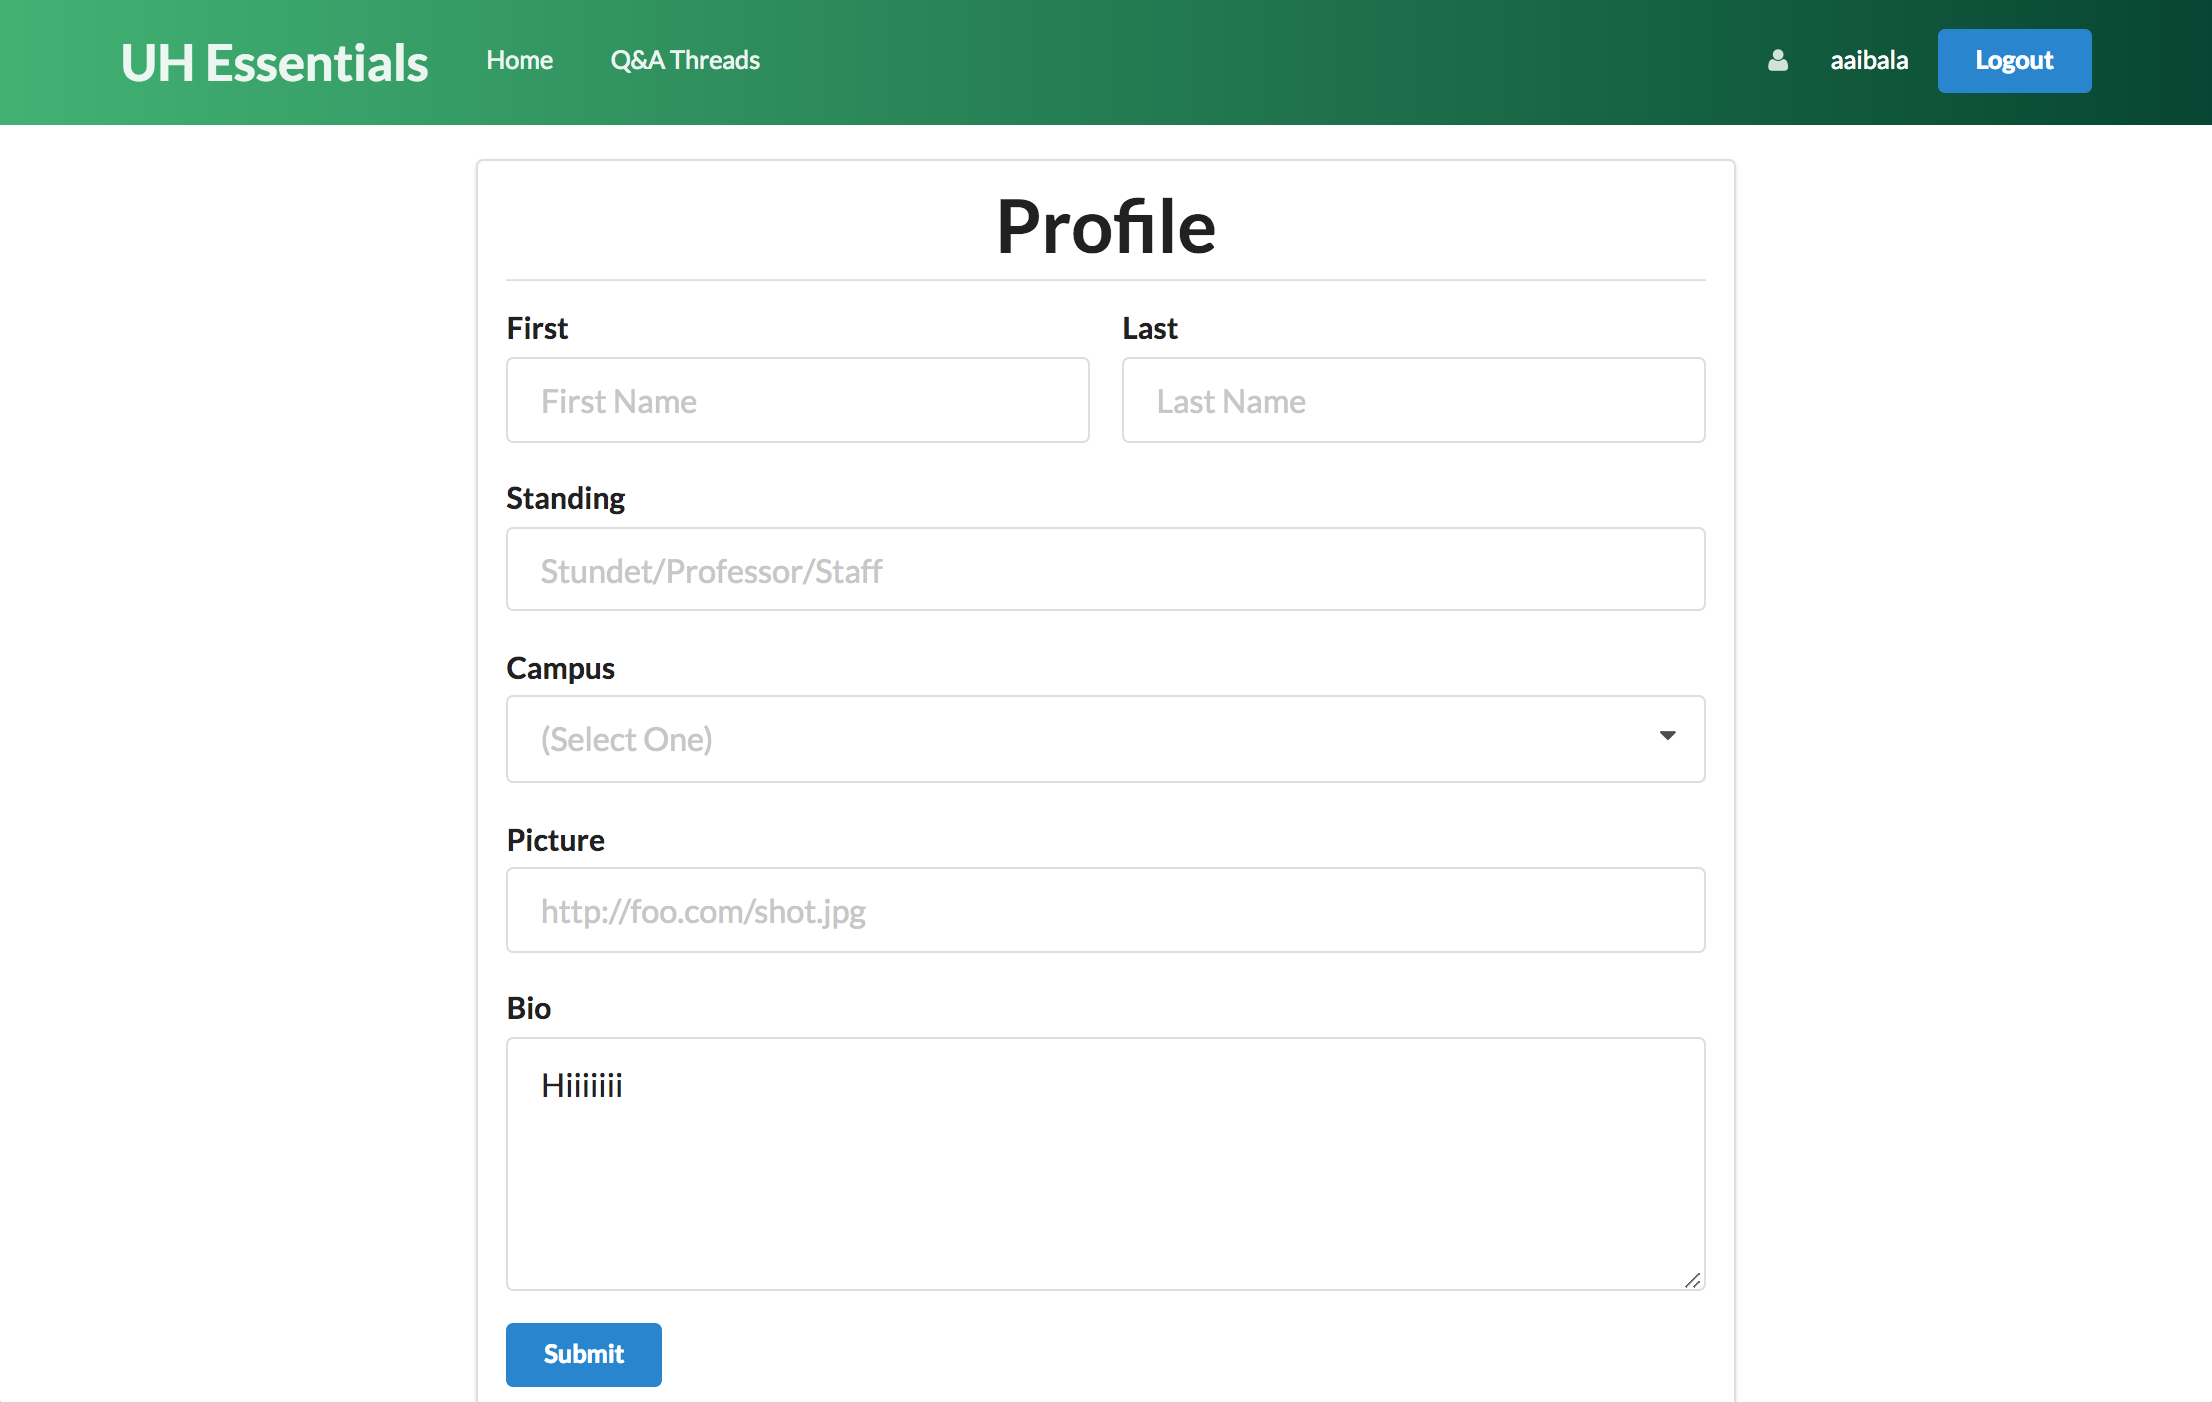 UH Essentials Home Q&A Threads aaibala Logout
Profile
First Last
First Name Last Name
Standing
Stundet/Professor/Staff
Campus
(Select One)
Picture
http://foo.com/shot.jpg
Bio
Hiiiiiii
Submit